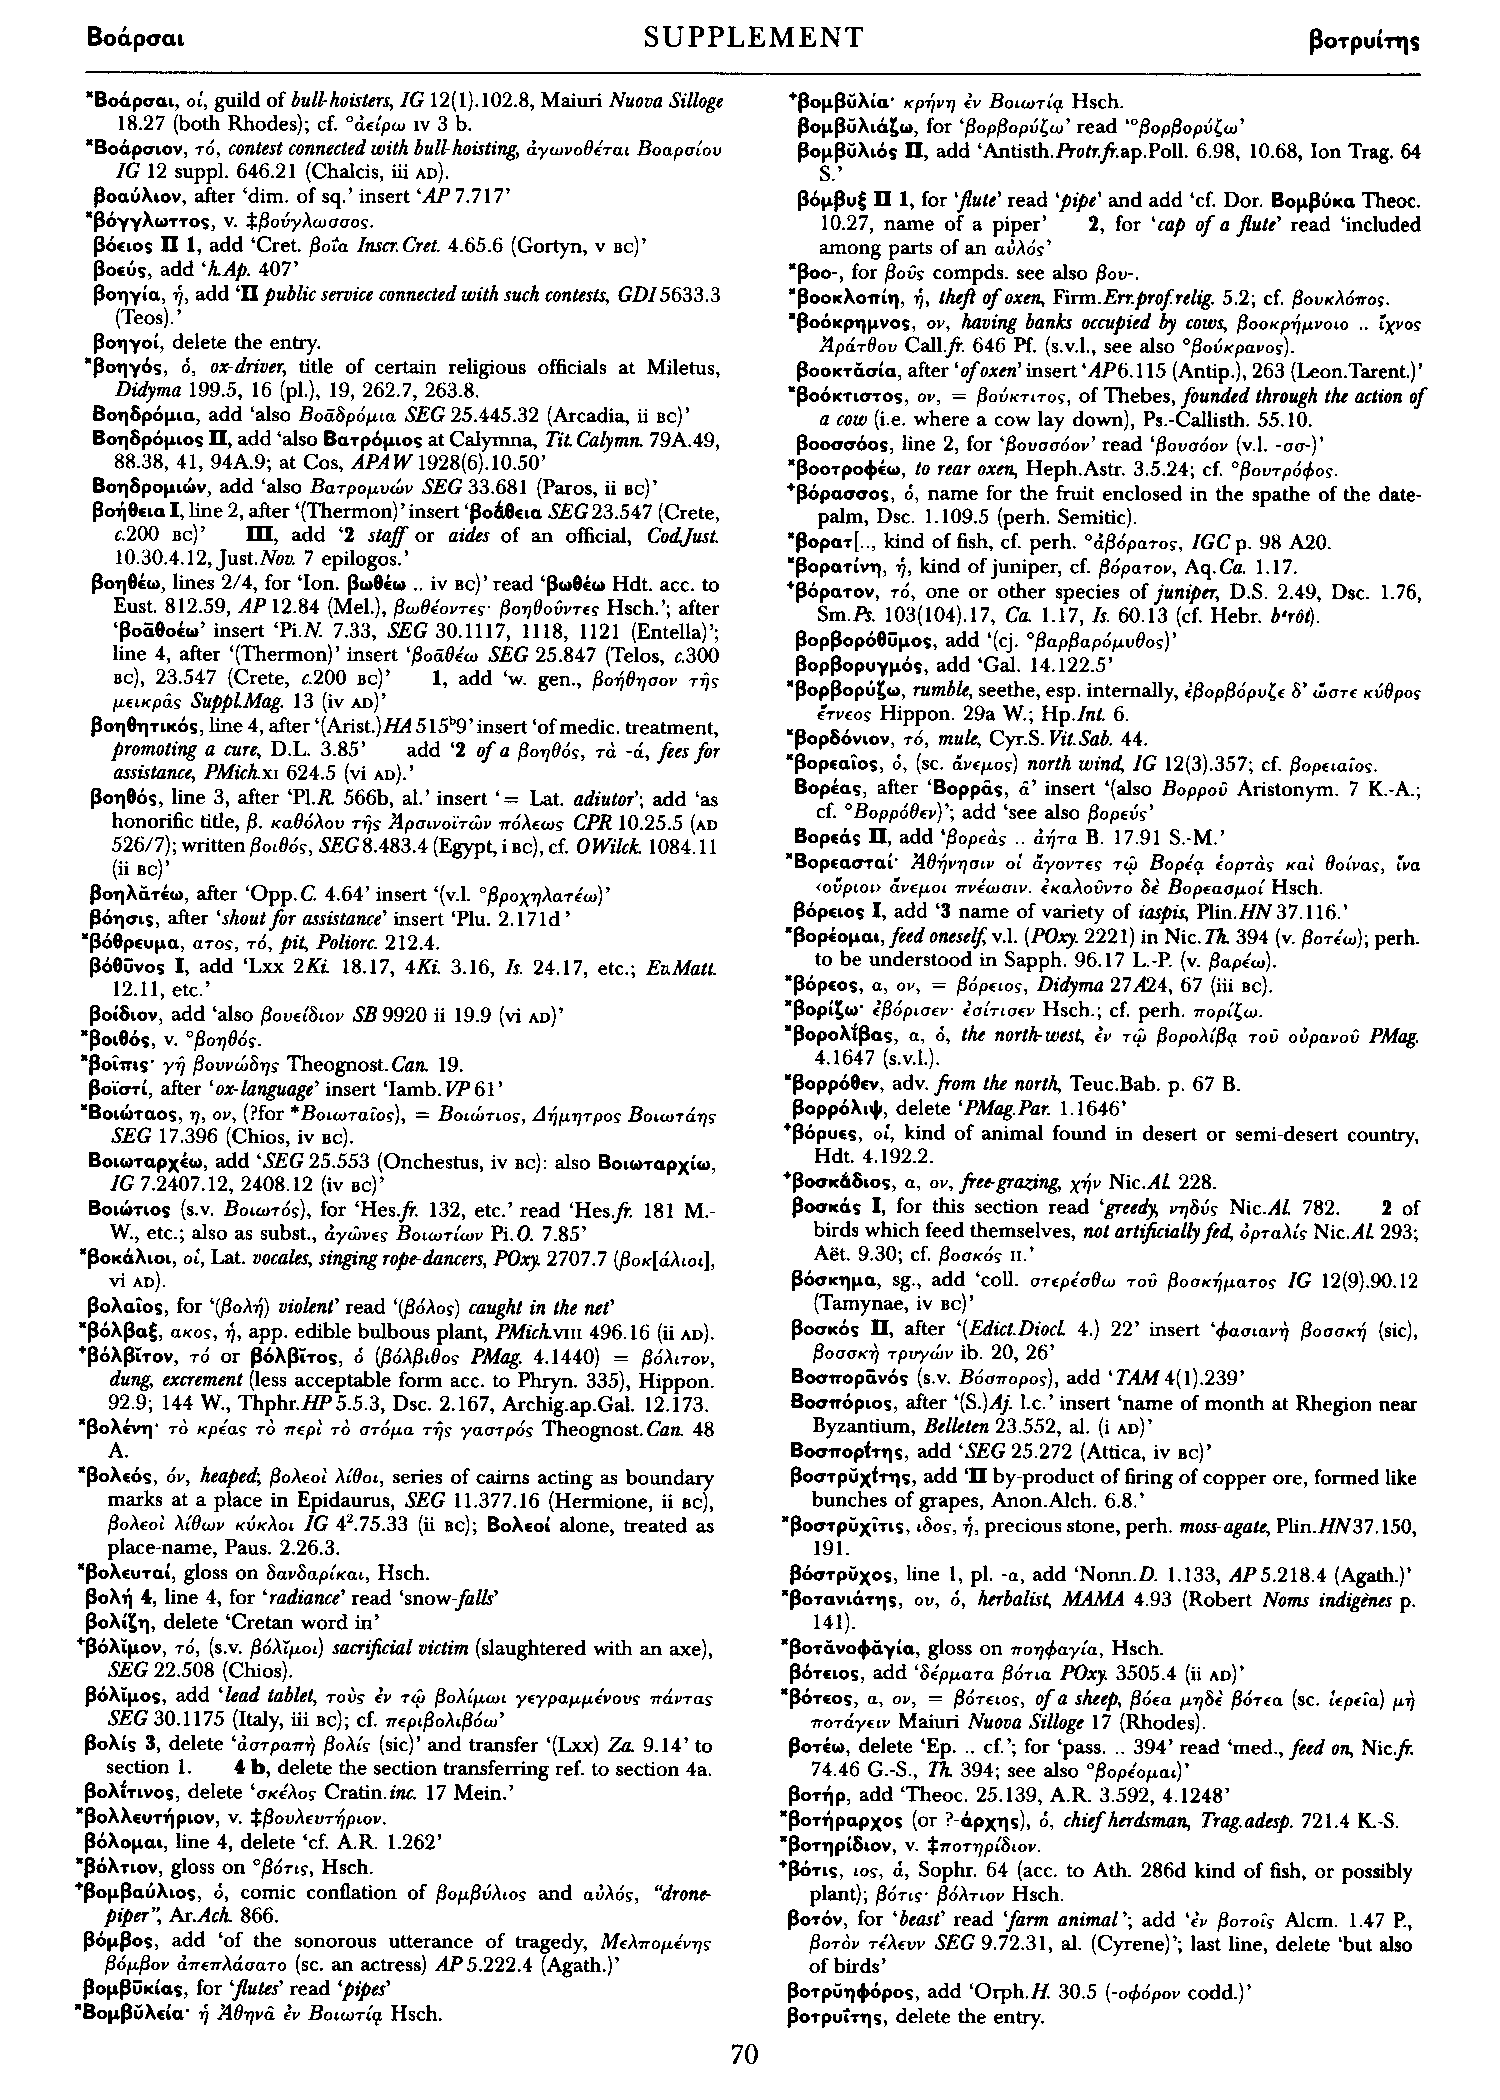 Βοάρσαι
SUPPLEMENT
βοτρυίτης
*Βοάρσαι, οἱ, guild of bull-hoisters, IG 12(1).102.8, Maiuri Nuova Silloge
18.27 (both Rhodes); cf. °ἀείρω IV 3 b.
*Βοάρσιον, τό, contest connected with bull-hoisting, ἀγωνοθέται Βοαρσίου
IG 12 suppl. 646.21 (Chalcis, iii AD).
βοαύλιον, after ‘dim. of sq.’ insert ‘AP 7.717’
*βόγγλωττος, v. ‡βούγλωσσος.
βόειος II 1, add ‘Cret. βοΐα Inscr.Cret. 4.65.6 (Gortyn, v BC)’
βοεύς, add ‘h.Ap. 407’
βοηγία, ἡ, add ‘II public service connected with such contests, GDI 5633.3
(Teos).’
βοηγοί, delete the entry.
*βοηγός, ὁ, ox-driver, title of certain religious officials at Miletus,
Didyma 199.5, 16 (pl.), 19, 262.7, 263.8.
Βοηδρόμια, add ‘also Βοᾱδρόμια SEG 25.445.32 (Arcadia, ii BC)’
Βοηδρόμιος II, add ‘also Βατρόμιος at Calymna, Tit.Calymn. 79A.49,
88.38, 41, 94A.9; at Cos, APAW 1928(6).10.50’
Βοηδρομιών, add ‘also Βατρομιών SEG 33.681 (Paros, ii BC)’
βοήθεια I, line 2, after ‘(Thermon)’ insert ‘βοά̄θεια SEG 23.547 (Crete,
c.200 BC)’ III, add ‘2 staff or aides of an official, Cod.Just.
10.30.4.12, Just.Nov. 7 epilogos.’
βοηθέω, lines 2/4, for ‘Ion. βωθέω .. iv BC)’ read ‘βωθέω Hdt. acc. to
Eust. 812.59, AP 12.84 (Mel.), βωθέοντες· βοηθοῦντες Hsch.’; after
‘βοᾱθοέω’ insert ‘Pi.N. 7.33, SEG 30.1117, 1118, 1121 (Entella)’;
line 4, after ‘(Thermon)’ insert ‘βοᾱθέω SEG 25.847 (Telos, c.300
BC), 23.547 (Crete, c.200 BC)’ 1, add ‘w. gen., βοήθησον τῆς
μεικρᾶς Suppl.Mag. 13 (iv AD)’
βοηθητικός, line 4, after ‘(Arist.)HA 515ᵇ9’ insert ‘of medic. treatment,
promoting a cure, D.L. 3.85’ add ‘2 of a βοηθός, τὰ -ά, fees for
assistance, PMich.XI 624.5 (vi AD).’
βοηθός, line 3, after ‘Pl.R. 566b, al.’ insert ‘= Lat. adiutor’; add ‘as
honorific title, β. καθόλου τῆς Ἀρσινοϊτῶν πόλεως CPR 10.25.5 (AD
526/7); written βοιθός, SEG 8.483.4 (Egypt, i BC), cf. OWilck. 1084.11
(ii BC)’
βοηλᾰτέω, after ‘Opp.C. 4.64’ insert ‘(v.l. °βροχηλατέω)’
βόησις, after ‘shout for assistance’ insert ‘Plu. 2.171d’
*βόθρευμα, ατος, τό, pit, Poliorc. 212.4.
βόθῡνος I, add ‘Lxx 2Ki. 18.17, 4Ki. 3.16, Is. 24.17, etc.; Ev.Matt.
12.11, etc.’
βοίδιον, add ‘also βουείδιον SB 9920 ii 19.9 (vi AD)’
*βοιθός, v. °βοηθός.
*βοῖπις· γῆ βουνώδης Theognost.Can. 19.
βοϊστί, after ‘ox-language’ insert ‘Iamb.VP 61’
*Βοιώταος, η, ον, (?for *Βοιωταῖος), = Βοιώτιος, Δήμητρος Βοιωτάης
SEG 17.396 (Chios, iv BC).
Βοιωταρχέω, add ‘SEG 25.553 (Onchestus, iv BC): also Βοιωταρχίω,
IG 7.2407.12, 2408.12 (iv BC)’
Βοιώτιος (s.v. Βοιωτός), for ‘Hes.fr. 132, etc.’ read ‘Hes.fr. 181 M.-
W., etc.; also as subst., ἀγῶνες Βοιωτίων Pi.O. 7.85’
*βοκάλιοι, οἱ, Lat. vocales, singing rope-dancers, POxy. 2707.7 (βοκ[άλιοι],
vi AD).
βολαῖος, for ‘(βολή) violent’ read ‘(βόλος) caught in the net’
*βόλβαξ, ακος, ἡ, app. edible bulbous plant, PMich.VIII 496.16 (ii AD).
⁺βόλβῐτον, τό or βόλβῐτος, ὁ (βόλβιθος PMag. 4.1440) = βόλιτον,
dung, excrement (less acceptable form acc. to Phryn. 335), Hippon.
92.9; 144 W., Thphr.HP 5.5.3, Dsc. 2.167, Archig.ap.Gal. 12.173.
*βολένη· τὸ κρέας τὸ περὶ τὸ στόμα τῆς γαστρός Theognost.Can. 48
A.
*βολεός, όν, heaped; βολεοὶ λίθοι, series of cairns acting as boundary
marks at a place in Epidaurus, SEG 11.377.16 (Hermione, ii BC),
βολεοὶ λίθων κύκλοι IG 4².75.33 (ii BC); Βολεοί alone, treated as
place-name, Paus. 2.26.3.
*βολευταί, gloss on δανδαρίκαι, Hsch.
βολή 4, line 4, for ‘radiance’ read ‘snow-falls’
βολίζη, delete ‘Cretan word in’
⁺βόλῐμον, τό, (s.v. βόλῐμοι) sacrificial victim (slaughtered with an axe),
SEG 22.508 (Chios).
βόλῐμος, add ‘lead tablet, τοὺς ἐν τῷ βολίμωι γεγραμμένους πάντας
SEG 30.1175 (Italy, iii BC); cf. περιβολιβόω’
βολίς 3, delete ‘ἀστραπὴ βολίς (sic)’ and transfer ‘(Lxx) Za. 9.14’ to
section 1. 4 b, delete the section transferring ref. to section 4a.
βολί̄τινος, delete ‘σκέλος Cratin.inc. 17 Mein.’
*βολλευτήριον, v. ‡βουλευτήριον.
βόλομαι, line 4, delete ‘cf. A.R. 1.262’
*βόλτιον, gloss on °βότις, Hsch.
⁺βομβαύλιος, ὁ, comic conflation of βομβύλιος and αὐλός, “drone-
piper”, Ar.Ach. 866.
βόμβος, add ‘of the sonorous utterance of tragedy, Μελπομένης
βόμβον ἀπεπλάσατο (sc. an actress) AP 5.222.4 (Agath.)’
βομβῡκίας, for ‘flutes’ read ‘pipes’
*Βομβῠλεία· ἡ Ἀθηνᾶ ἐν Βοιωτίᾳ Hsch.
⁺βομβῠλία· κρήνη ἐν Βοιωτίᾳ Hsch.
βομβῠλιάζω, for ‘βορβορύζω’ read ‘°βορβορύζω’
βομβῠλιός II, add ‘Antisth.Protr.fr.ap.Poll. 6.98, 10.68, Ion Trag. 64
S.’
βόμβυξ II 1, for ‘flute’ read ‘pipe’ and add ‘cf. Dor. Βομβύκα Theoc.
10.27, name of a piper’ 2, for ‘cap of a flute’ read ‘included
among parts of an αὐλός’
*βοο-, for βοῦς compds. see also βου-.
*βοοκλοπίη, ἡ, theft of oxen, Firm.Err.prof.relig. 5.2; cf. βουκλόπος.
*βοόκρημνος, ον, having banks occupied by cows, βοοκρήμνοιο .. ἴχνος
Ἀράτθου Call.fr. 646 Pf. (s.v.l., see also °βούκρανος).
βοοκτᾰσία, after ‘of oxen’ insert ‘AP 6.115 (Antip.), 263 (Leon.Tarent.)’
*βοόκτιστος, ον, = βούκτιτος, of Thebes, founded through the action of
a cow (i.e. where a cow lay down), Ps.-Callisth. 55.10.
βοοσσόος, line 2, for ‘βουσσόον’ read ‘βουσόον (v.l. -σσ-)’
*βοοτροφέω, to rear oxen, Heph.Astr. 3.5.24; cf. °βουτρόφος.
⁺βόρασσος, ὁ, name for the fruit enclosed in the spathe of the date-
palm, Dsc. 1.109.5 (perh. Semitic).
*βορατ[.., kind of fish, cf. perh. °ἀβόρατος, IGC p. 98 A20.
*βορατίνη, ἡ, kind of juniper, cf. βόρατον, Aq.Ca. 1.17.
⁺βόρατον, τό, one or other species of juniper, D.S. 2.49, Dsc. 1.76,
Sm.Ps. 103(104).17, Ca. 1.17, Is. 60.13 (cf. Hebr. bᵉrôt).
βορβορόθῡμος, add ‘(cj. °βαρβαρόμυθος)’
βορβορυγμός, add ‘Gal. 14.122.5’
*βορβορύζω, rumble, seethe, esp. internally, ἐβορβόρυζε δ’ ὥστε κύθρος
ἔτνεος Hippon. 29a W.; Hp.Int. 6.
*βορδόνιον, τό, mule, Cyr.S.Vit.Sab. 44.
*βορεαῖος, ὁ, (sc. ἄνεμος) north wind, IG 12(3).357; cf. βορειαῖος.
Βορέας, after ‘Βορρᾶς, ᾶ’ insert ‘(also Βορροῦ Aristonym. 7 K.-A.;
cf. °Βορρόθεν)’; add ‘see also βορεύς’
Βορεάς II, add ‘βορεὰς .. ἀήτα B. 17.91 S.-M.’
*Βορεασταί· Ἀθήνησιν οἱ ἄγοντες τῷ Βορέᾳ ἑορτὰς καὶ θοίνας, ἵνα
‹οὔριοι› ἄνεμοι πνέωσιν. ἐκαλοῦντο δὲ Βορεασμοί Hsch.
βόρειος I, add ‘3 name of variety of iaspis, Plin.HN 37.116.’
*βορέομαι, feed oneself, v.l. (POxy. 2221) in Nic.Th. 394 (v. βοτέω); perh.
to be understood in Sapph. 96.17 L.-P. (v. βαρέω).
*βόρεος, α, ον, = βόρειος, Didyma 27A24, 67 (iii BC).
*βορίζω· ἐβόρισεν· ἐσίτισεν Hsch.; cf. perh. πορίζω.
*βορολί̆βας, α, ὁ, the north-west, ἐν τῷ βορολίβᾳ τοῦ οὐρανοῦ PMag.
4.1647 (s.v.l.).
*βορρόθεν, adv. from the north, Teuc.Bab. p. 67 B.
βορρόλιψ, delete ‘PMag.Par. 1.1646’
⁺βόρυες, οἱ, kind of animal found in desert or semi-desert country,
Hdt. 4.192.2.
⁺βοσκά̆διος, α, ον, free-grazing, χήν Nic.Al. 228.
βοσκάς I, for this section read ‘greedy, νηδύς Nic.Al. 782. 2 of
birds which feed themselves, not artificially fed, ὀρταλίς Nic.Al. 293;
Aët. 9.30; cf. βοσκός II.’
βόσκημα, sg., add ‘coll. στερέσθω τοῦ βοσκήματος IG 12(9).90.12
(Tamynae, iv BC)’
βοσκός II, after ‘(Edict.Diocl. 4.) 22’ insert ‘φασιανὴ βοσσκή (sic),
βοσσκὴ τρυγών ib. 20, 26’
Βοσπορᾱνός (s.v. Βόσπορος), add ‘TAM 4(1).239’
Βοσπόριος, after ‘(S.)Aj. l.c.’ insert ‘name of month at Rhegion near
Byzantium, Belleten 23.552, al. (i AD)’
Βοσπορί̄της, add ‘SEG 25.272 (Attica, iv BC)’
βοστρῠχί̄της, add ‘II by-product of firing of copper ore, formed like
bunches of grapes, Anon.Alch. 6.8.’
*βοστρῠχῖτις, ιδος, ἡ, precious stone, perh. moss-agate, Plin.HN 37.150,
191.
βόστρῠχος, line 1, pl. -α, add ‘Nonn.D. 1.133, AP 5.218.4 (Agath.)’
*βοτανιάτης, ου, ὁ, herbalist, MAMA 4.93 (Robert Noms indigènes p.
141).
*βοτᾰνοφᾰγία, gloss on ποηφαγία, Hsch.
βότειος, add ‘δέρματα βότια POxy. 3505.4 (ii AD)’
*βότεος, α, ον, = βότειος, of a sheep, βόεα μηδὲ βότεα (sc. ἱερεῖα) μὴ
ποτάγειν Maiuri Nuova Silloge 17 (Rhodes).
βοτέω, delete ‘Ep. .. cf.’; for ‘pass. .. 394’ read ‘med., feed on, Nic.fr.
74.46 G.-S., Th. 394; see also °βορέομαι)’
βοτήρ, add ‘Theoc. 25.139, A.R. 3.592, 4.1248’
*βοτήραρχος (or ?-άρχης), ὁ, chief herdsman, Trag.adesp. 721.4 K.-S.
*βοτηρίδιον, v. ‡ποτηρίδιον.
⁺βότις, ιος, ἁ, Sophr. 64 (acc. to Ath. 286d kind of fish, or possibly
plant); βότις· βόλτιον Hsch.
βοτόν, for ‘beast’ read ‘farm animal’; add ‘ἐν βοτοῖς Alcm. 1.47 P.,
βοτὸν τέλευν SEG 9.72.31, al. (Cyrene)’; last line, delete ‘but also
of birds’
βοτρῠηφόρος, add ‘Orph.H. 30.5 (-οφόρον codd.)’
βοτρυΐτης, delete the entry.
70